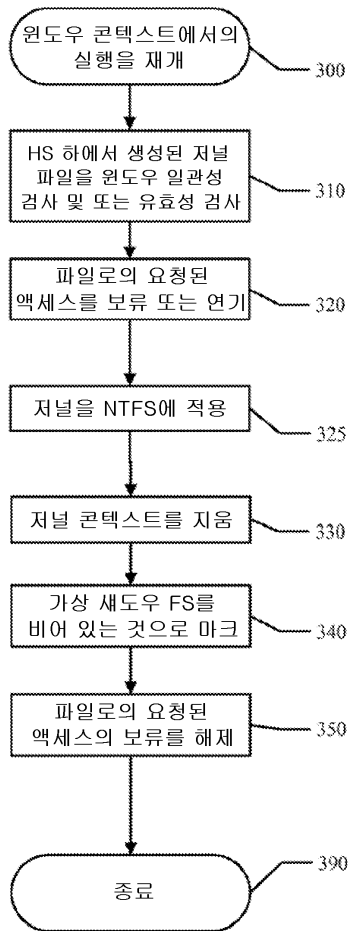 윈도우 콘텍스트에서의
실행을 재개
300
HS 하에서 생성된 저널
파일을 윈도우 일관성
검사 및 또는 유효성 검사
310
파일로의 요청된
액세스를 보류 또는 연기
320
저널을 NTFS에 적용
325
저널 콘텍스트를 지움
330
가상 섀도우 FS를
비어 있는 것으로 마크
340
파일로의 요청된
액세스의 보류를 해제
350
종료
390